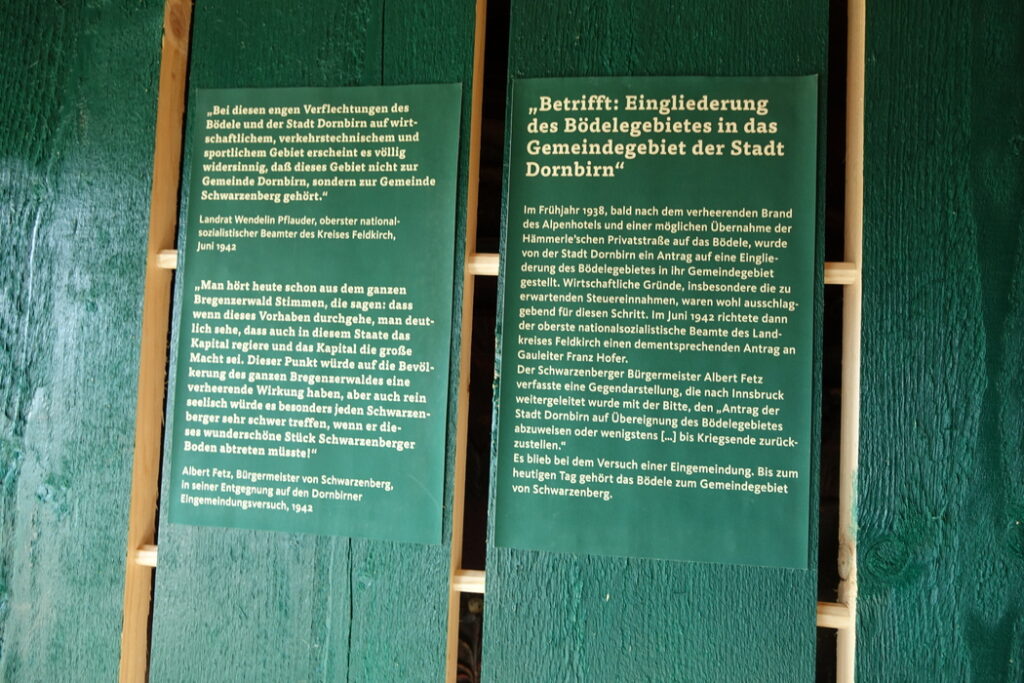 „Bei diesen engen Verflechtungen des
Bödele und der Stadt Dornbirn auf wirt-
schaftlichem, verkehrstechnischem und
sportlichem Gebiet erscheint es völlig
widersinnig, daß dieses Gebiet nicht zur
Gemeinde Dornbirn, sondern zur Gemeinde
Schwarzenberg gehört.“
Landrat Wendelin Pflauder, oberster national-
sozialistischer Beamter des Kreises Feldkirch,
Juni 1942
„Man hört heute schon aus dem ganzen
Bregenzerwald Stimmen, die sagen: dass
wenn dieses Vorhaben durchgehe, man deut-
lich sehe, dass auch in diesem Staate das
Kapital regiere und das Kapital die große
Macht sei. Dieser Punkt würde auf die Bevöl-
kerung des ganzen Bregenzerwaldes eine
verheerende Wirkung haben, aber auch rein
seelisch würde es besonders jeden Schwarzen-
berger sehr schwer treffen, wenn er die-
ses wunderschöne Stück Schwarzenberger
Boden abtreten müsste!“
Albert Fetz, Bürgermeister von Schwarzenberg,
in seiner Entgegnung auf den Dornbirner
Eingemeindungsversuch, 1942
„Betrifft: Eingliederung
des Bödelegebietes in das
Gemeindegebiet der Stadt
Dornbirn“
Im Frühjahr 1938, bald nach dem verheerenden Brand
des Alpenhotels und einer möglichen Übernahme der
Hämmerle'schen Privatstraße auf das Bödele, wurde
von der Stadt Dornbirn ein Antrag auf eine Einglie-
derung des Bödelegebietes in ihr Gemeindegebiet
gestellt. Wirtschaftliche Gründe, insbesondere die zu
erwartenden Steuereinnahmen, waren wohl ausschlag-
gebend für diesen Schritt. Im Juni 1942 richtete dann
der oberste nationalsozialistische Beamte des Land-
kreises Feldkirch einen dementsprechenden Antrag an
Gauleiter Franz Hofer.
Der Schwarzenberger Bürgermeister Albert Fetz
verfasste eine Gegendarstellung, die nach Innsbruck
weitergeleitet wurde mit der Bitte, den „Antrag der
Stadt Dornbirn auf Übereignung des Bödelegebietes
abzuweisen oder wenigstens [...] bis Kriegsende zurück-
zustellen.“
Es blieb bei dem Versuch einer Eingemeindung. Bis zum
heutigen Tag gehört das Bödele zum Gemeindegebiet
von Schwarzenberg.